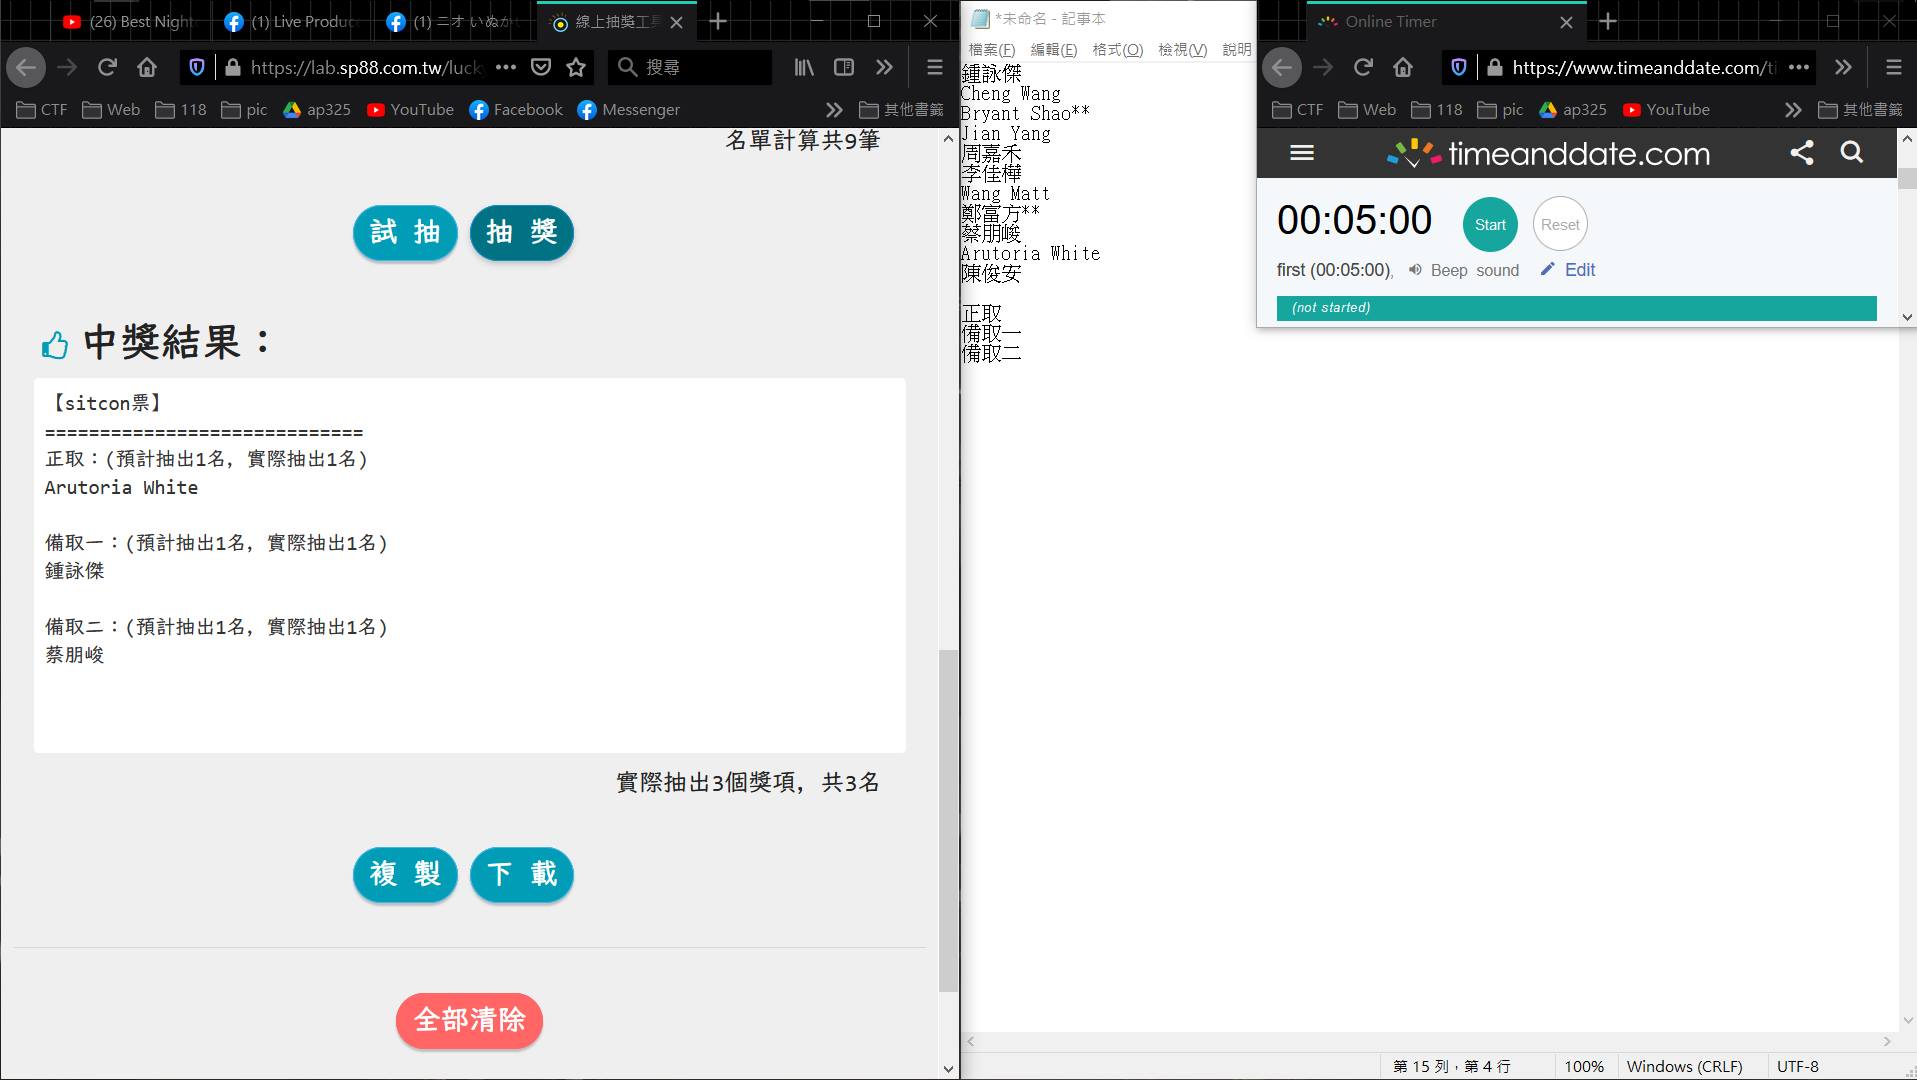 (26) Best Night
(1) Live Produce
(1) ニオ いぬかい
線上抽獎工具
https://lab.sp88.com.tw/luck
搜尋
CTF
Web
118
pic
ap325
YouTube
Facebook
Messenger
其他書籤
名單計算共9筆
試 抽
抽 獎
中獎結果：
【sitcon票】
=============================
正取：(預計抽出1名, 實際抽出1名)
Arutoria White
備取一：(預計抽出1名, 實際抽出1名)
鍾詠傑
備取二：(預計抽出1名, 實際抽出1名)
蔡朋峻
實際抽出3個獎項, 共3名
複 製
下 載
全部清除
*未命名 - 記事本
檔案(F) 編輯(E) 格式(O) 檢視(V) 說明
鍾詠傑
Cheng Wang
Bryant Shao**
Jian Yang
周嘉禾
李佳樺
Wang Matt
鄭富方**
蔡朋峻
Arutoria White
陳俊安
正取
備取一
備取二
第 15 列，第 4 行
100%
Windows (CRLF)
UTF-8
Online Timer
https://www.timeanddate.com/ti
CTF
Web
118
pic
ap325
YouTube
其他書籤
timeanddate.com
00:05:00
Start
Reset
first (00:05:00), Beep sound Edit
(not started)